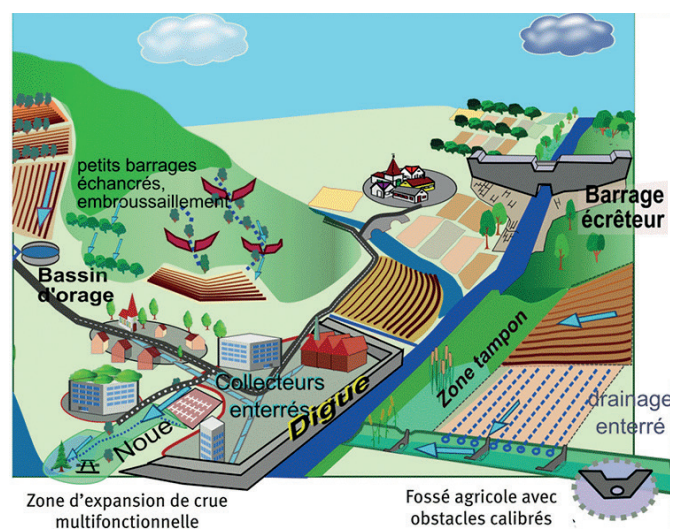 petits barrages
échancrés,
embroussaillement
Barrage
écrêteur
Bassin
d'orage
Zone tampon
Collecteurs
enterrés
Digue
drainage
enterré
Noue
Zone d'expansion de crue
multifonctionnelle
Fossé agricole avec
obstacles calibrés